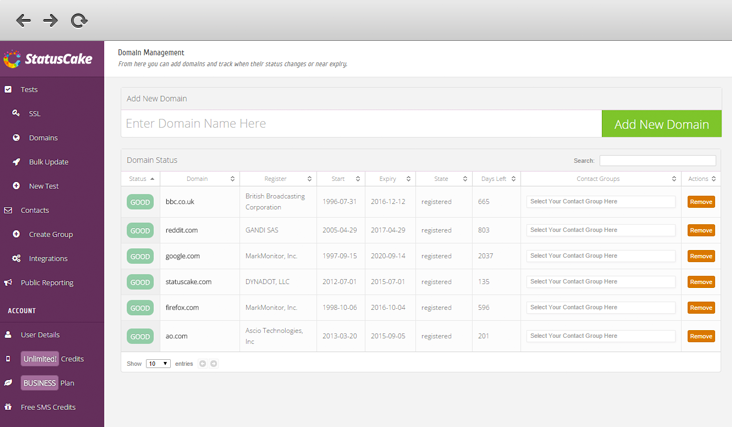 StatusCake
Tests
SSL
Domains
Bulk Update
New Test
Contacts
Create Group
Integrations
Public Reporting
ACCOUNT
User Details
Unlimited! Credits
BUSINESS Plan
Free SMS Credits
Domain Management
From here you can add domains and track when their status changes or near expiry.
Add New Domain
Enter Domain Name Here
Add New Domain
Domain Status
Search:
Status Domain Register Start Expiry State Days Left Contact Groups Actions
GOOD bbc.co.uk British Broadcasting Corporation 1996-07-31 2016-12-12 registered 665 Select Your Contact Group Here Remove
GOOD reddit.com GANDI SAS 2005-04-29 2017-04-29 registered 803 Select Your Contact Group Here Remove
GOOD google.com MarkMonitor, Inc. 1997-09-15 2020-09-14 registered 2037 Select Your Contact Group Here Remove
GOOD statuscake.com DYNADOT, LLC 2012-07-01 2015-07-01 registered 135 Select Your Contact Group Here Remove
GOOD firefox.com MarkMonitor, Inc. 1998-10-06 2016-10-04 registered 596 Select Your Contact Group Here Remove
GOOD ao.com Ascio Technologies, Inc 2013-03-20 2015-09-05 registered 201 Select Your Contact Group Here Remove
Show 10 entries